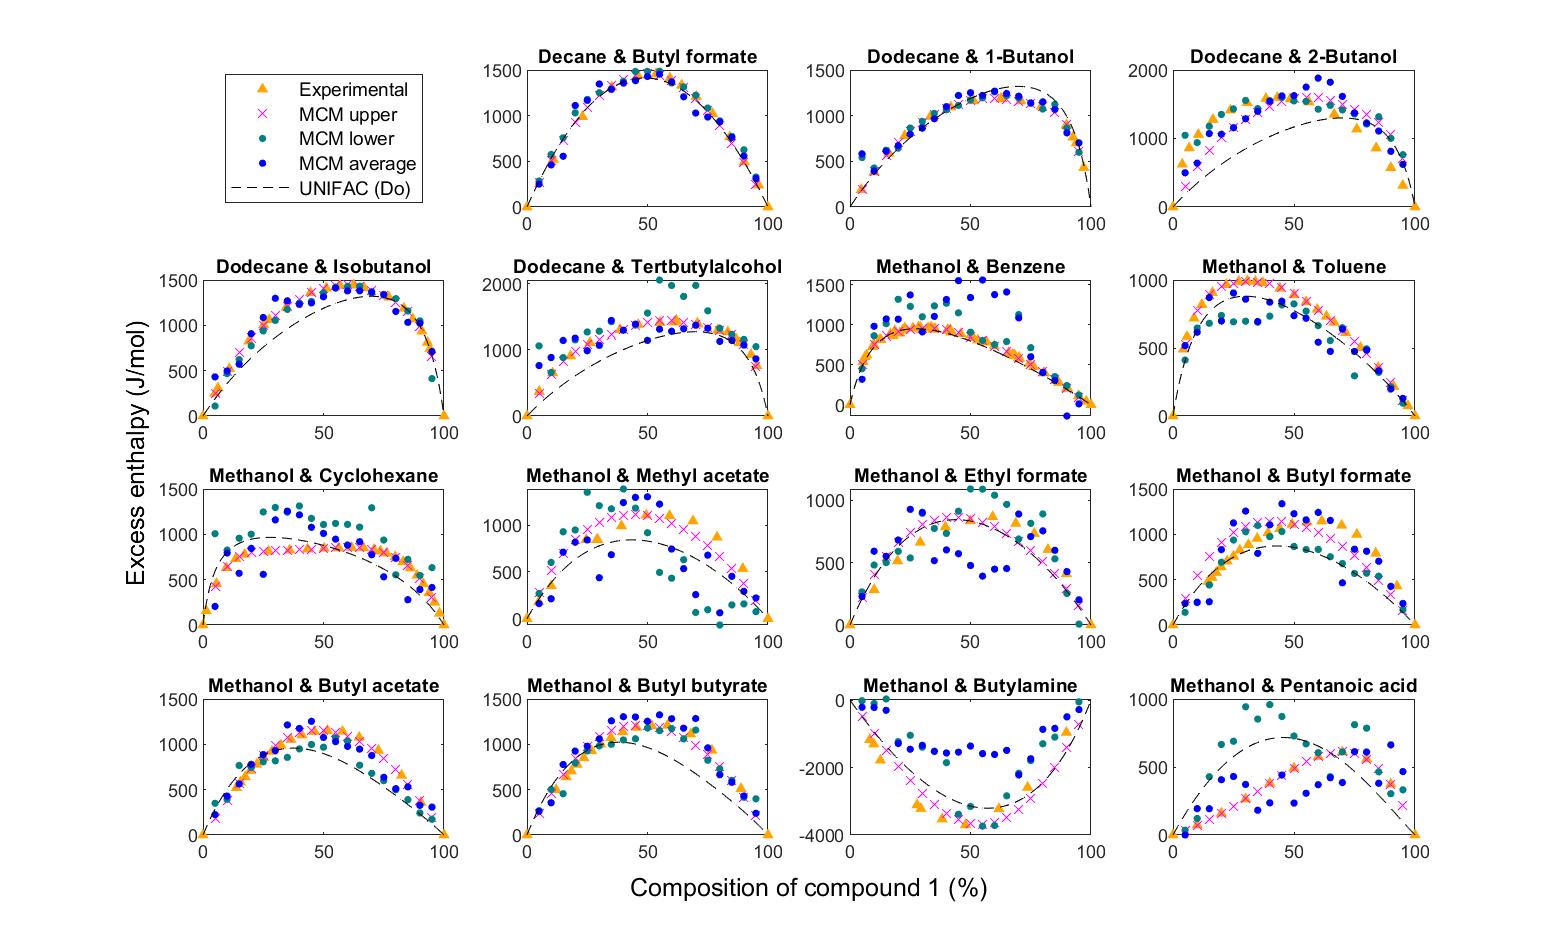 Experimental
MCM upper
MCM lower
MCM average
UNIFAC (Do)
Decane & Butyl formate
1500
1000
500
0
0 50 100
Dodecane & 1-Butanol
1500
1000
500
0
0 50 100
Dodecane & 2-Butanol
2000
1000
0
0 50 100
Dodecane & Isobutanol
1500
1000
500
0
0 50 100
Dodecane & Tertbutylalcohol
2000
1000
0
0 50 100
Methanol & Benzene
1500
1000
500
0
0 50 100
Methanol & Toluene
1000
500
0
0 50 100
Methanol & Cyclohexane
1500
1000
500
0
0 50 100
Methanol & Methyl acetate
1000
500
0
0 50 100
Methanol & Ethyl formate
1000
500
0
0 50 100
Methanol & Butyl formate
1500
1000
500
0
0 50 100
Methanol & Butyl acetate
1500
1000
500
0
0 50 100
Methanol & Butyl butyrate
1500
1000
500
0
0 50 100
Methanol & Butylamine
0
-2000
-4000
0 50 100
Methanol & Pentanoic acid
1000
500
0
0 50 100
Excess enthalpy (J/mol)
Composition of compound 1 (%)